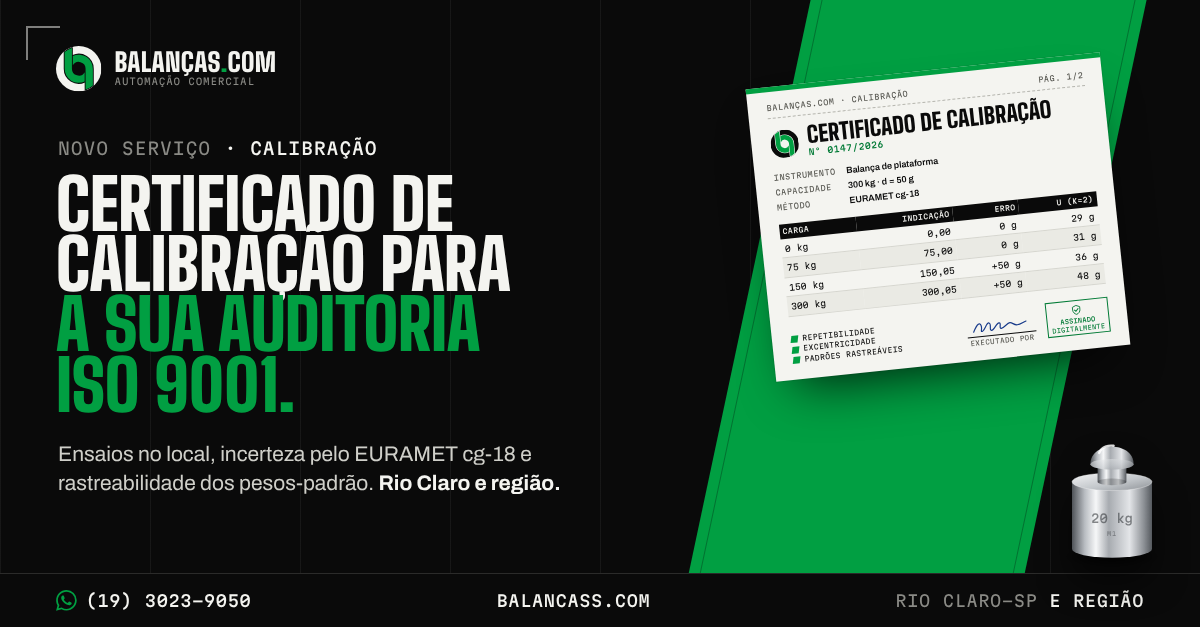 BALANÇAS.COM
AUTOMAÇÃO COMERCIAL
NOVO SERVIÇO · CALIBRAÇÃO
CERTIFICADO DE
CALIBRAÇÃO PARA
A SUA AUDITORIA
ISO 9001.
Ensaios no local, incerteza pelo EURAMET cg-18 e
rastreabilidade dos pesos-padrão. Rio Claro e região.
BALANÇAS.COM · CALIBRAÇÃO PÁG. 1/2
CERTIFICADO DE CALIBRAÇÃO
N° 0147/2026
INSTRUMENTO Balança de plataforma
CAPACIDADE 300 kg · d = 50 g
MÉTODO EURAMET cg-18
CARGA INDICAÇÃO ERRO U (K=2)
0 kg 0,00 0 g 29 g
75 kg 75,00 0 g 31 g
150 kg 150,05 +50 g 36 g
300 kg 300,05 +50 g 48 g
REPETIBILIDADE
EXCENTRICIDADE
PADRÕES RASTREÁVEIS
EXECUTADO POR
ASSINADO
DIGITALMENTE
20 kg
M1
(19) 3023-9050
BALANCASS.COM
RIO CLARO-SP E REGIÃO